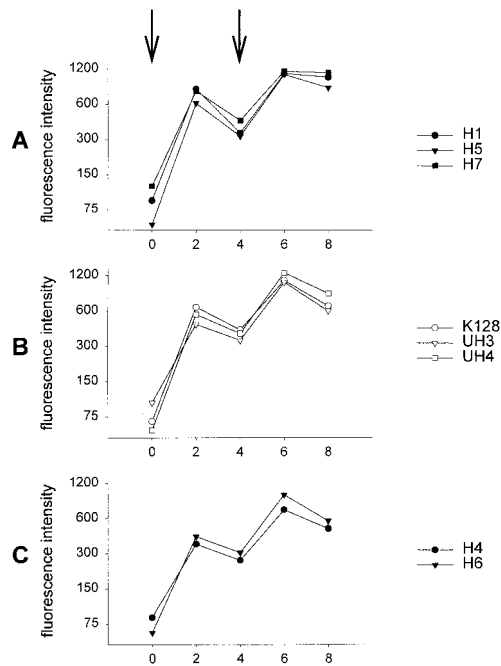 1200
600
A
fluorescence intensity
300
150
75
0 2 4 6 8
H1
H5
H7
1200
600
B
fluorescence intensity
300
150
75
0 2 4 6 8
K128
UH3
UH4
1200
600
C
fluorescence intensity
300
150
75
0 2 4 6 8
H4
H6